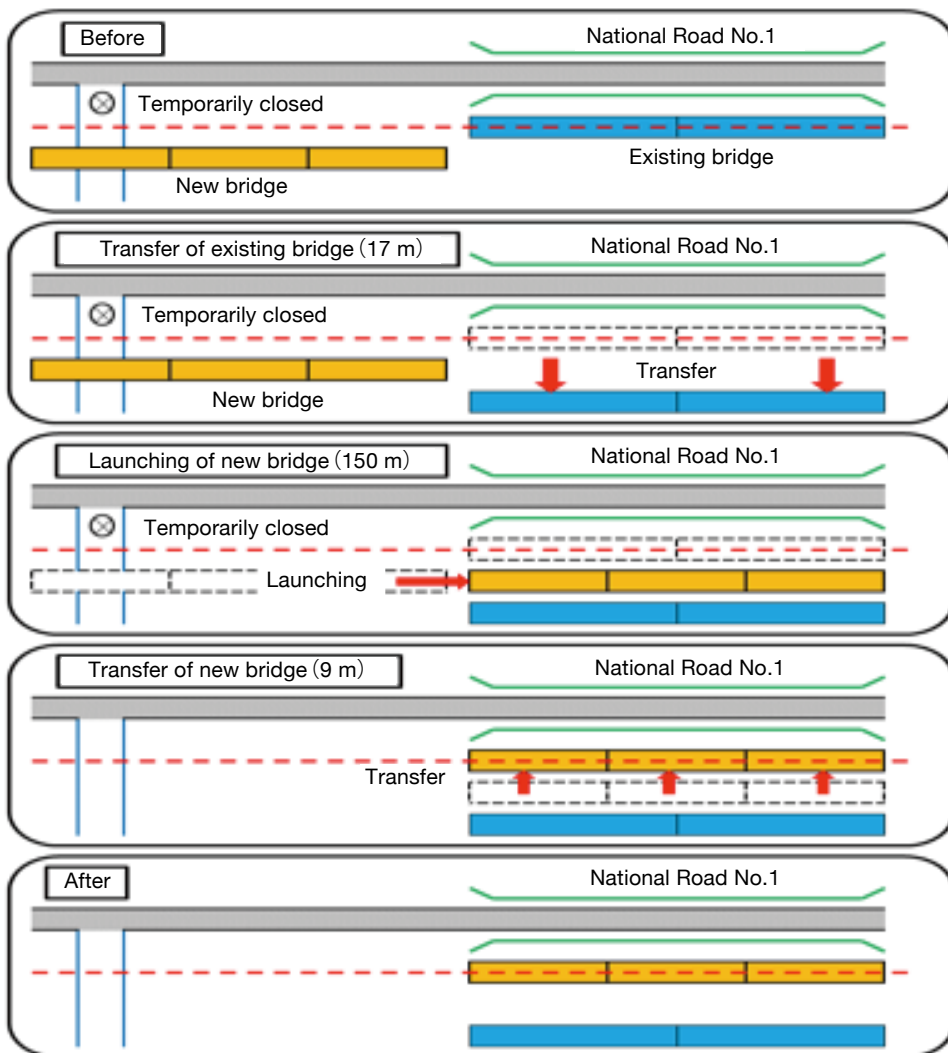 Before
National Road No.1
Temporarily closed
Existing bridge
New bridge
Transfer of existing bridge (17 m)
National Road No.1
Temporarily closed
Transfer
New bridge
Launching of new bridge (150 m)
National Road No.1
Temporarily closed
Launching
Transfer of new bridge (9 m)
National Road No.1
Transfer
After
National Road No.1